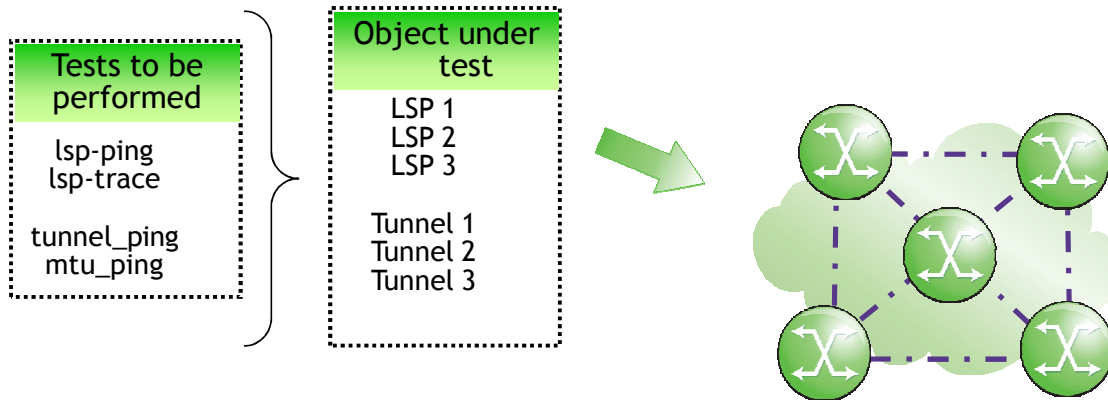 Tests to be
performed
lsp-ping
lsp-trace
tunnel_ping
mtu_ping
Object under
test
LSP 1
LSP 2
LSP 3
Tunnel 1
Tunnel 2
Tunnel 3